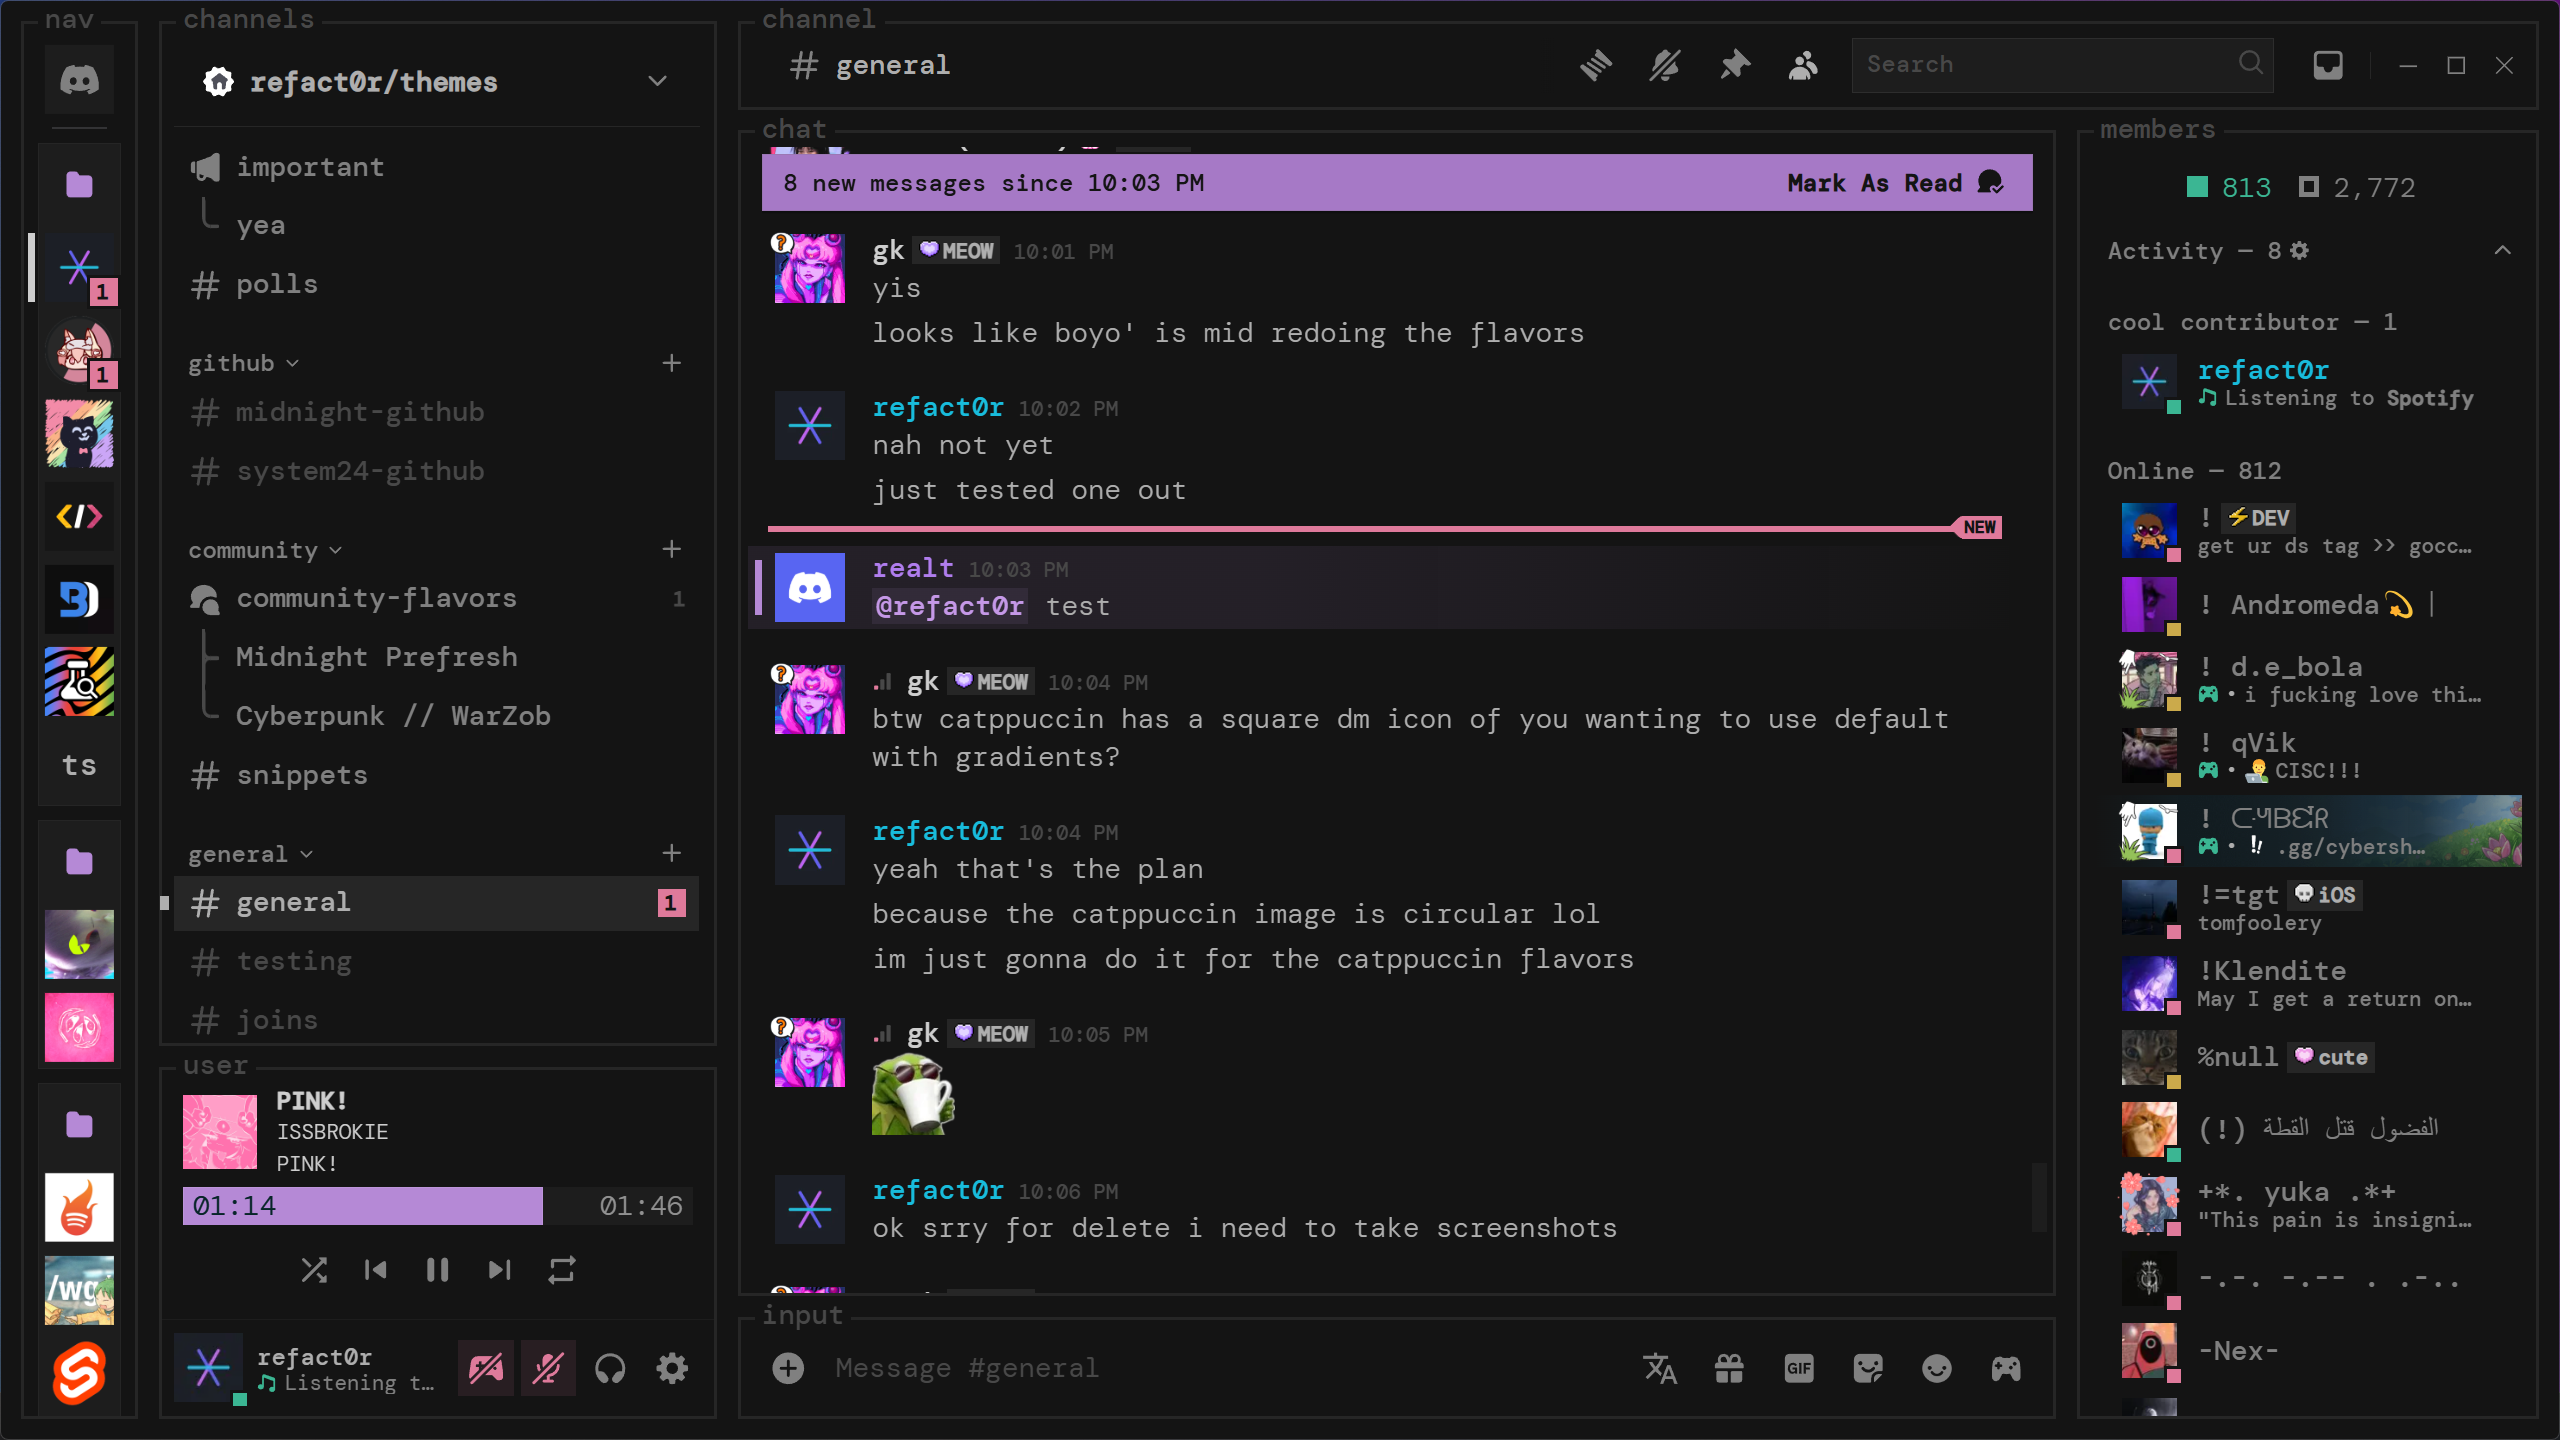 nav
ts
/wg
channels
refact0r/themes
important
yea
polls
github
midnight-github
system24-github
community
community-flavors 1
Midnight Prefresh
Cyberpunk // WarZob
snippets
general
general 1
testing
joins
1
1
user
PINK!
ISSBROKIE
PINK!
01:14 01:46
refact0r
Listening t…
channel
# general
Search
chat
8 new messages since 10:03 PM Mark As Read
gk MEOW 10:01 PM
yis
looks like boyo' is mid redoing the flavors
refact0r 10:02 PM
nah not yet
just tested one out
NEW
realt 10:03 PM
@refact0r test
gk MEOW 10:04 PM
btw catppuccin has a square dm icon of you wanting to use default
with gradients?
refact0r 10:04 PM
yeah that's the plan
because the catppuccin image is circular lol
im just gonna do it for the catppuccin flavors
gk MEOW 10:05 PM
refact0r 10:06 PM
ok srry for delete i need to take screenshots
input
Message #general
GIF
members
813 2,772
Activity — 8
cool contributor — 1
refact0r
Listening to Spotify
Online — 812
! ⚡DEV
get ur ds tag >> gocc…
! Andromeda💫 |
! d.e_bola
• i fucking love thi…
! qVik
• 👨‍💻 CISC!!!
• ‼ .gg/cybersh…
!=tgt iOS
tomfoolery
!Klendite
May I get a return on…
%null cute
(!) الفضول قتل القطة
+*. yuka .*+
"This pain is insigni…
-.-. -.-- . .-..
-Nex-